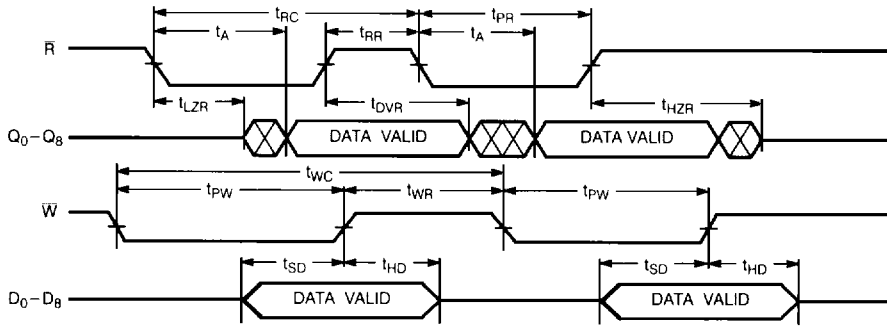 tRC tPR
tA tRR tA
R̅
tLZR tDVR tHZR
Q0–Q8 DATA VALID DATA VALID
tWC
tPW tWR tPW
W̅
tSD tHD tSD tHD
D0–D8 DATA VALID DATA VALID